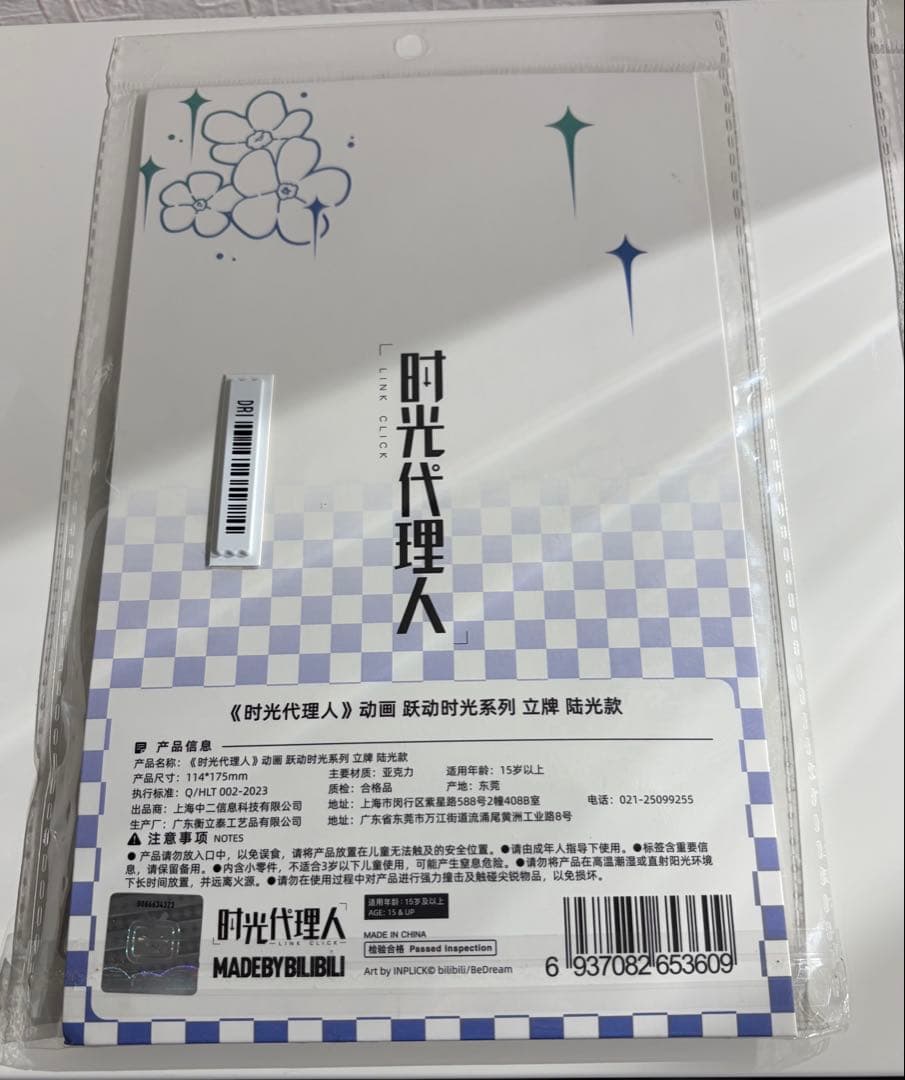 时光代理人
LINK CLICK
DRI
《时光代理人》动画 跃动时光系列 立牌 陆光款
产品信息
产品名称：《时光代理人》动画 跃动时光系列 立牌 陆光款
产品尺寸：114*175mm 主要材质：亚克力 适用年龄：15岁以上
执行标准：Q/HLT 002-2023 质检：合格品 产地：东莞
出品商：上海中二信息科技有限公司 地址：上海市闵行区紫星路588号2幢408B室 电话：021-25099255
生产厂：广东衡立泰工艺品有限公司 地址：广东省东莞市万江街道流涌尾黄洲工业路8号
注意事项 NOTES
●产品请勿放入口中，以免误食，请将产品放置在儿童无法触及的安全位置。●请由成年人指导下使用。●标签含重要信
息，请保留备用。●内含小零件，不适合3岁以下儿童使用，可能产生窒息危险。●请勿将产品在高温潮湿或直射阳光环境
下长时间放置，并远离火源。●请勿在使用过程中对产品进行强力撞击及触碰尖锐物品，以免损坏。
时光代理人
LINK CLICK
MADEBYBILIBILI
适用年龄：15岁及以上
AGE: 15 & UP
MADE IN CHINA
检验合格 Passed inspection
Art by INPLICK© bilibili/BeDream
6 937082 653609